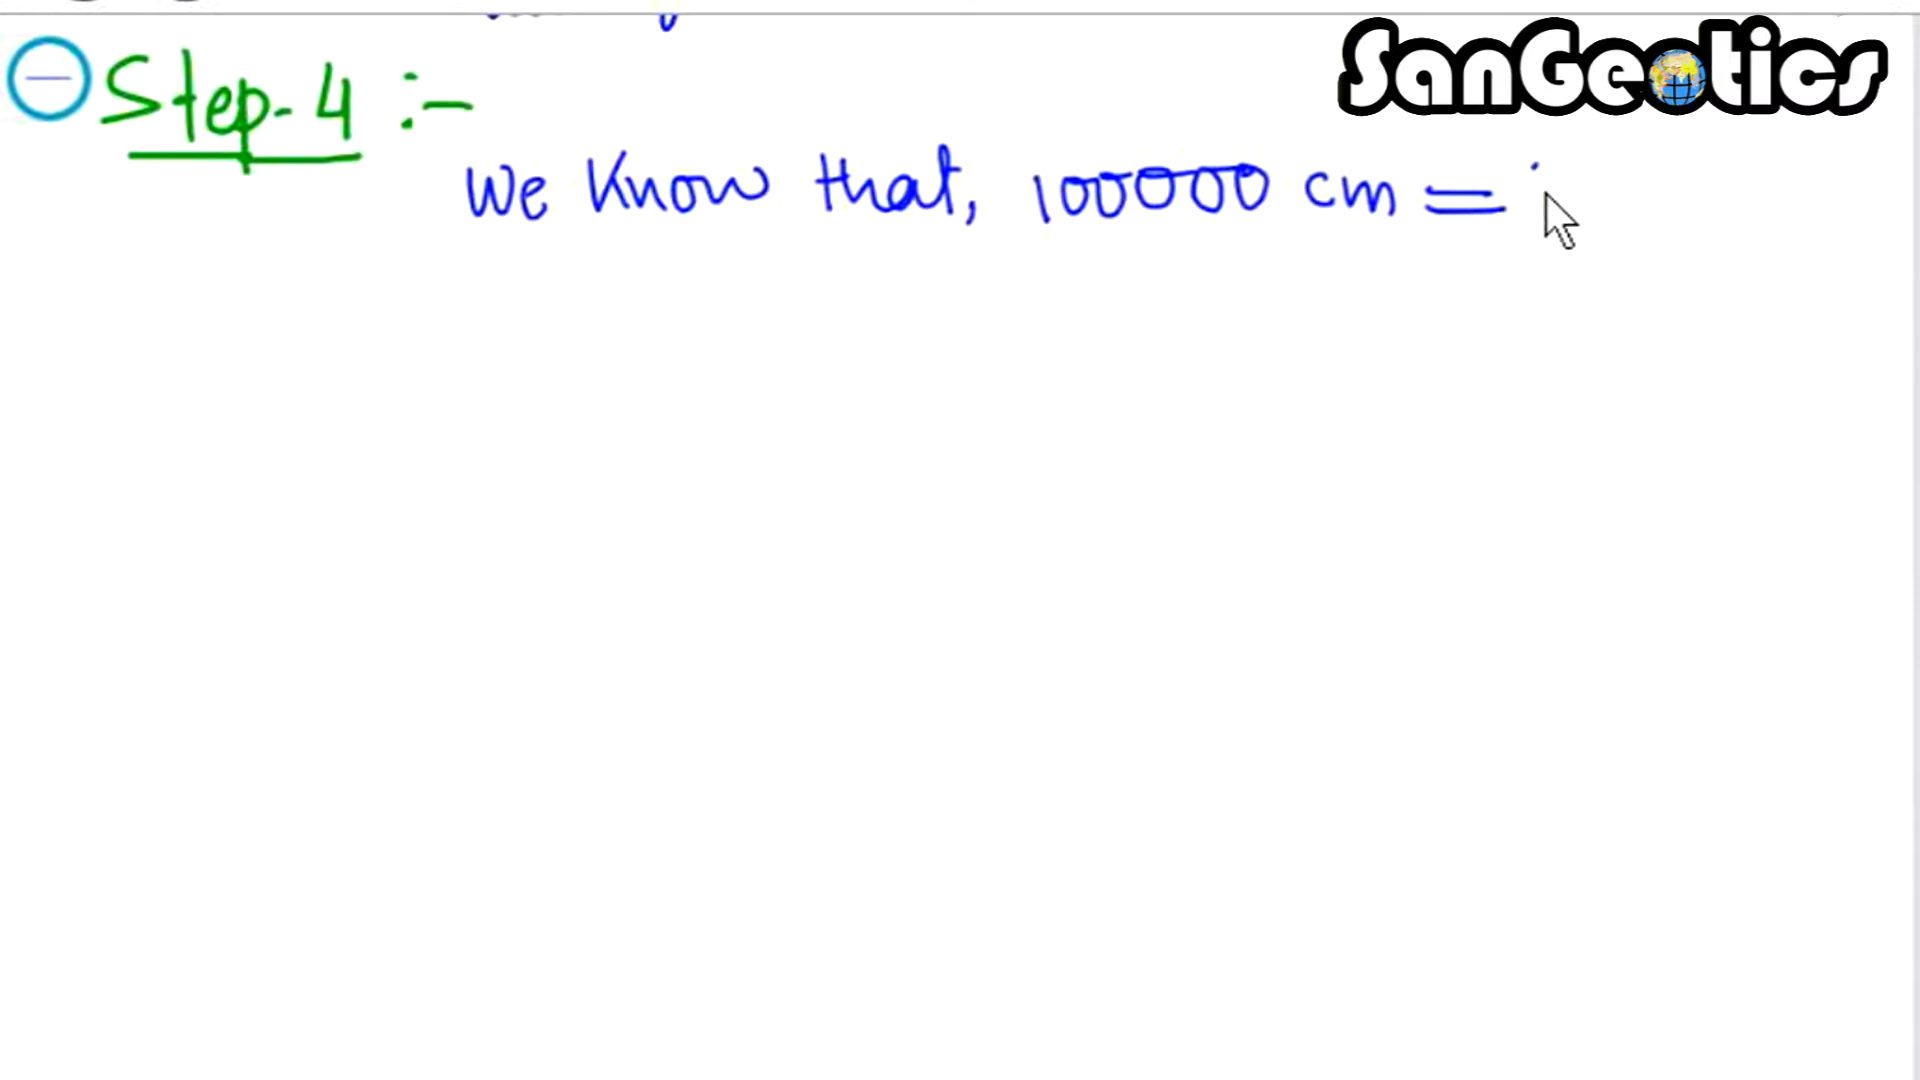 SanGeotics
Step-4 :-
We know that, 100000 cm =